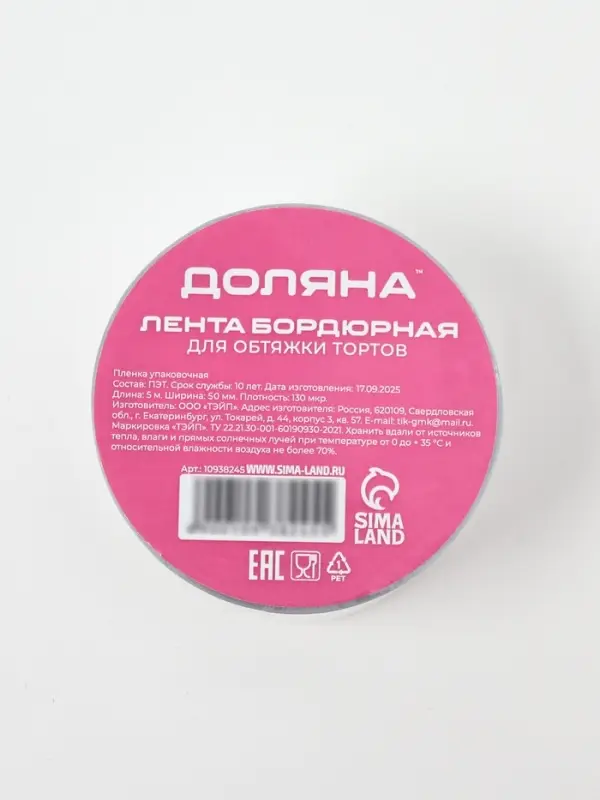 ДОЛЯНА™
ЛЕНТА БОРДЮРНАЯ
ДЛЯ ОБТЯЖКИ ТОРТОВ
Пленка упаковочная
Состав: ПЭТ. Срок службы: 10 лет. Дата изготовления: 17.09.2025
Длина: 5 м. Ширина: 50 мм. Плотность: 130 мкр.
Изготовитель: ООО «ТЭЙП». Адрес изготовителя: Россия, 620109, Свердловская
обл., г. Екатеринбург, ул. Токарей, д. 44, корпус 3, кв. 57. E-mail: tik-gmk@mail.ru.
Маркировка «ТЭЙП». ТУ 22.21.30-001-60190930-2021. Хранить вдали от источников
тепла, влаги и прямых солнечных лучей при температуре от 0 до + 35 °C и
относительной влажности воздуха не более 70%.
Арт.: 10938245 WWW.SIMA-LAND.RU
SIMA
LAND
EAC
1
PET